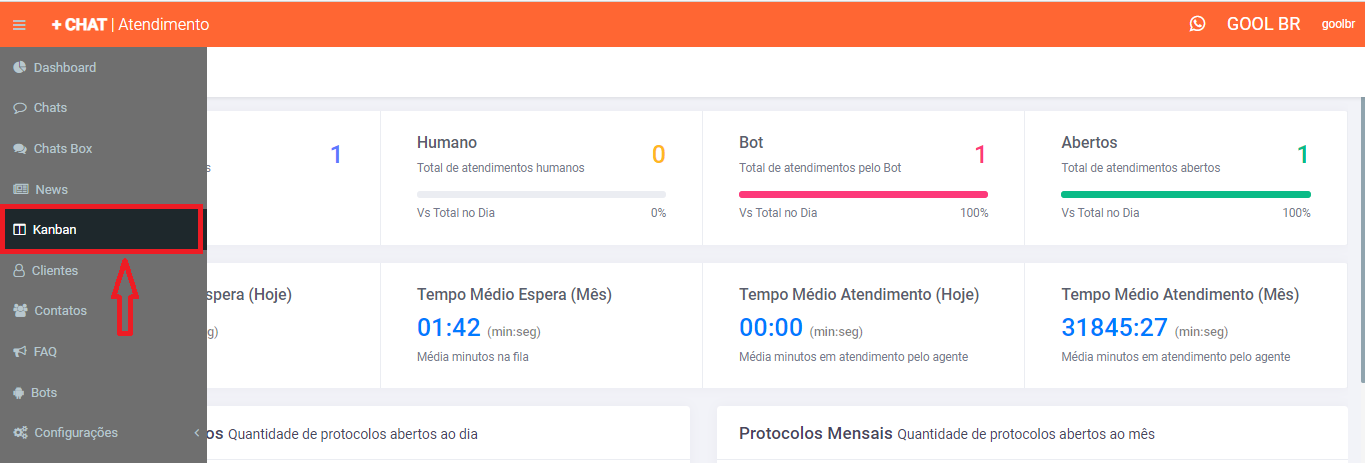 + CHAT | Atendimento
GOOL BR
goolbr
Dashboard
Chats
Chats Box
News
Kanban
Clientes
Contatos
FAQ
Bots
Configurações
1
Humano
0
Total de atendimentos humanos
Vs Total no Dia 0%
Bot
1
Total de atendimentos pelo Bot
Vs Total no Dia 100%
Abertos
1
Total de atendimentos abertos
Vs Total no Dia 100%
spera (Hoje)
Tempo Médio Espera (Mês)
01:42 (min:seg)
Média minutos na fila
Tempo Médio Atendimento (Hoje)
00:00 (min:seg)
Média minutos em atendimento pelo agente
Tempo Médio Atendimento (Mês)
31845:27 (min:seg)
Média minutos em atendimento pelo agente
os Quantidade de protocolos abertos ao dia
Protocolos Mensais Quantidade de protocolos abertos ao mês